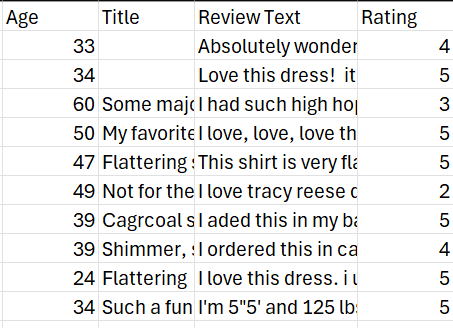 Age Title Review Text Rating
33 Absolutely wonder 4
34 Love this dress! it 5
60 Some majo I had such high hop 3
50 My favorite I love, love, love th 5
47 Flattering s This shirt is very fla 5
49 Not for the I love tracy reese d 2
39 Cagrcoal s I aded this in my ba 5
39 Shimmer, s I ordered this in ca 4
24 Flattering I love this dress. i u 5
34 Such a fun I'm 5"5' and 125 lbs 5